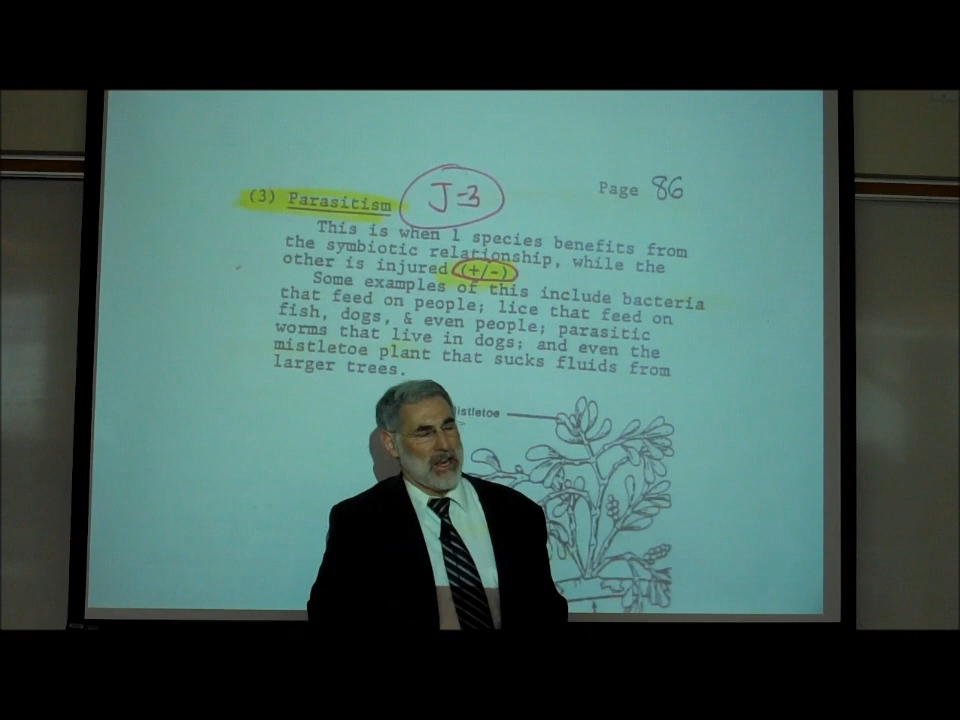 (3) Parasitism J-3 Page 86
This is when 1 species benefits from
the symbiotic relationship, while the
other is injured (+/-)
Some examples of this include bacteria
that feed on people; lice that feed on
fish, dogs, & even people; parasitic
worms that live in dogs; and even the
mistletoe plant that sucks fluids from
larger trees.
istletoe